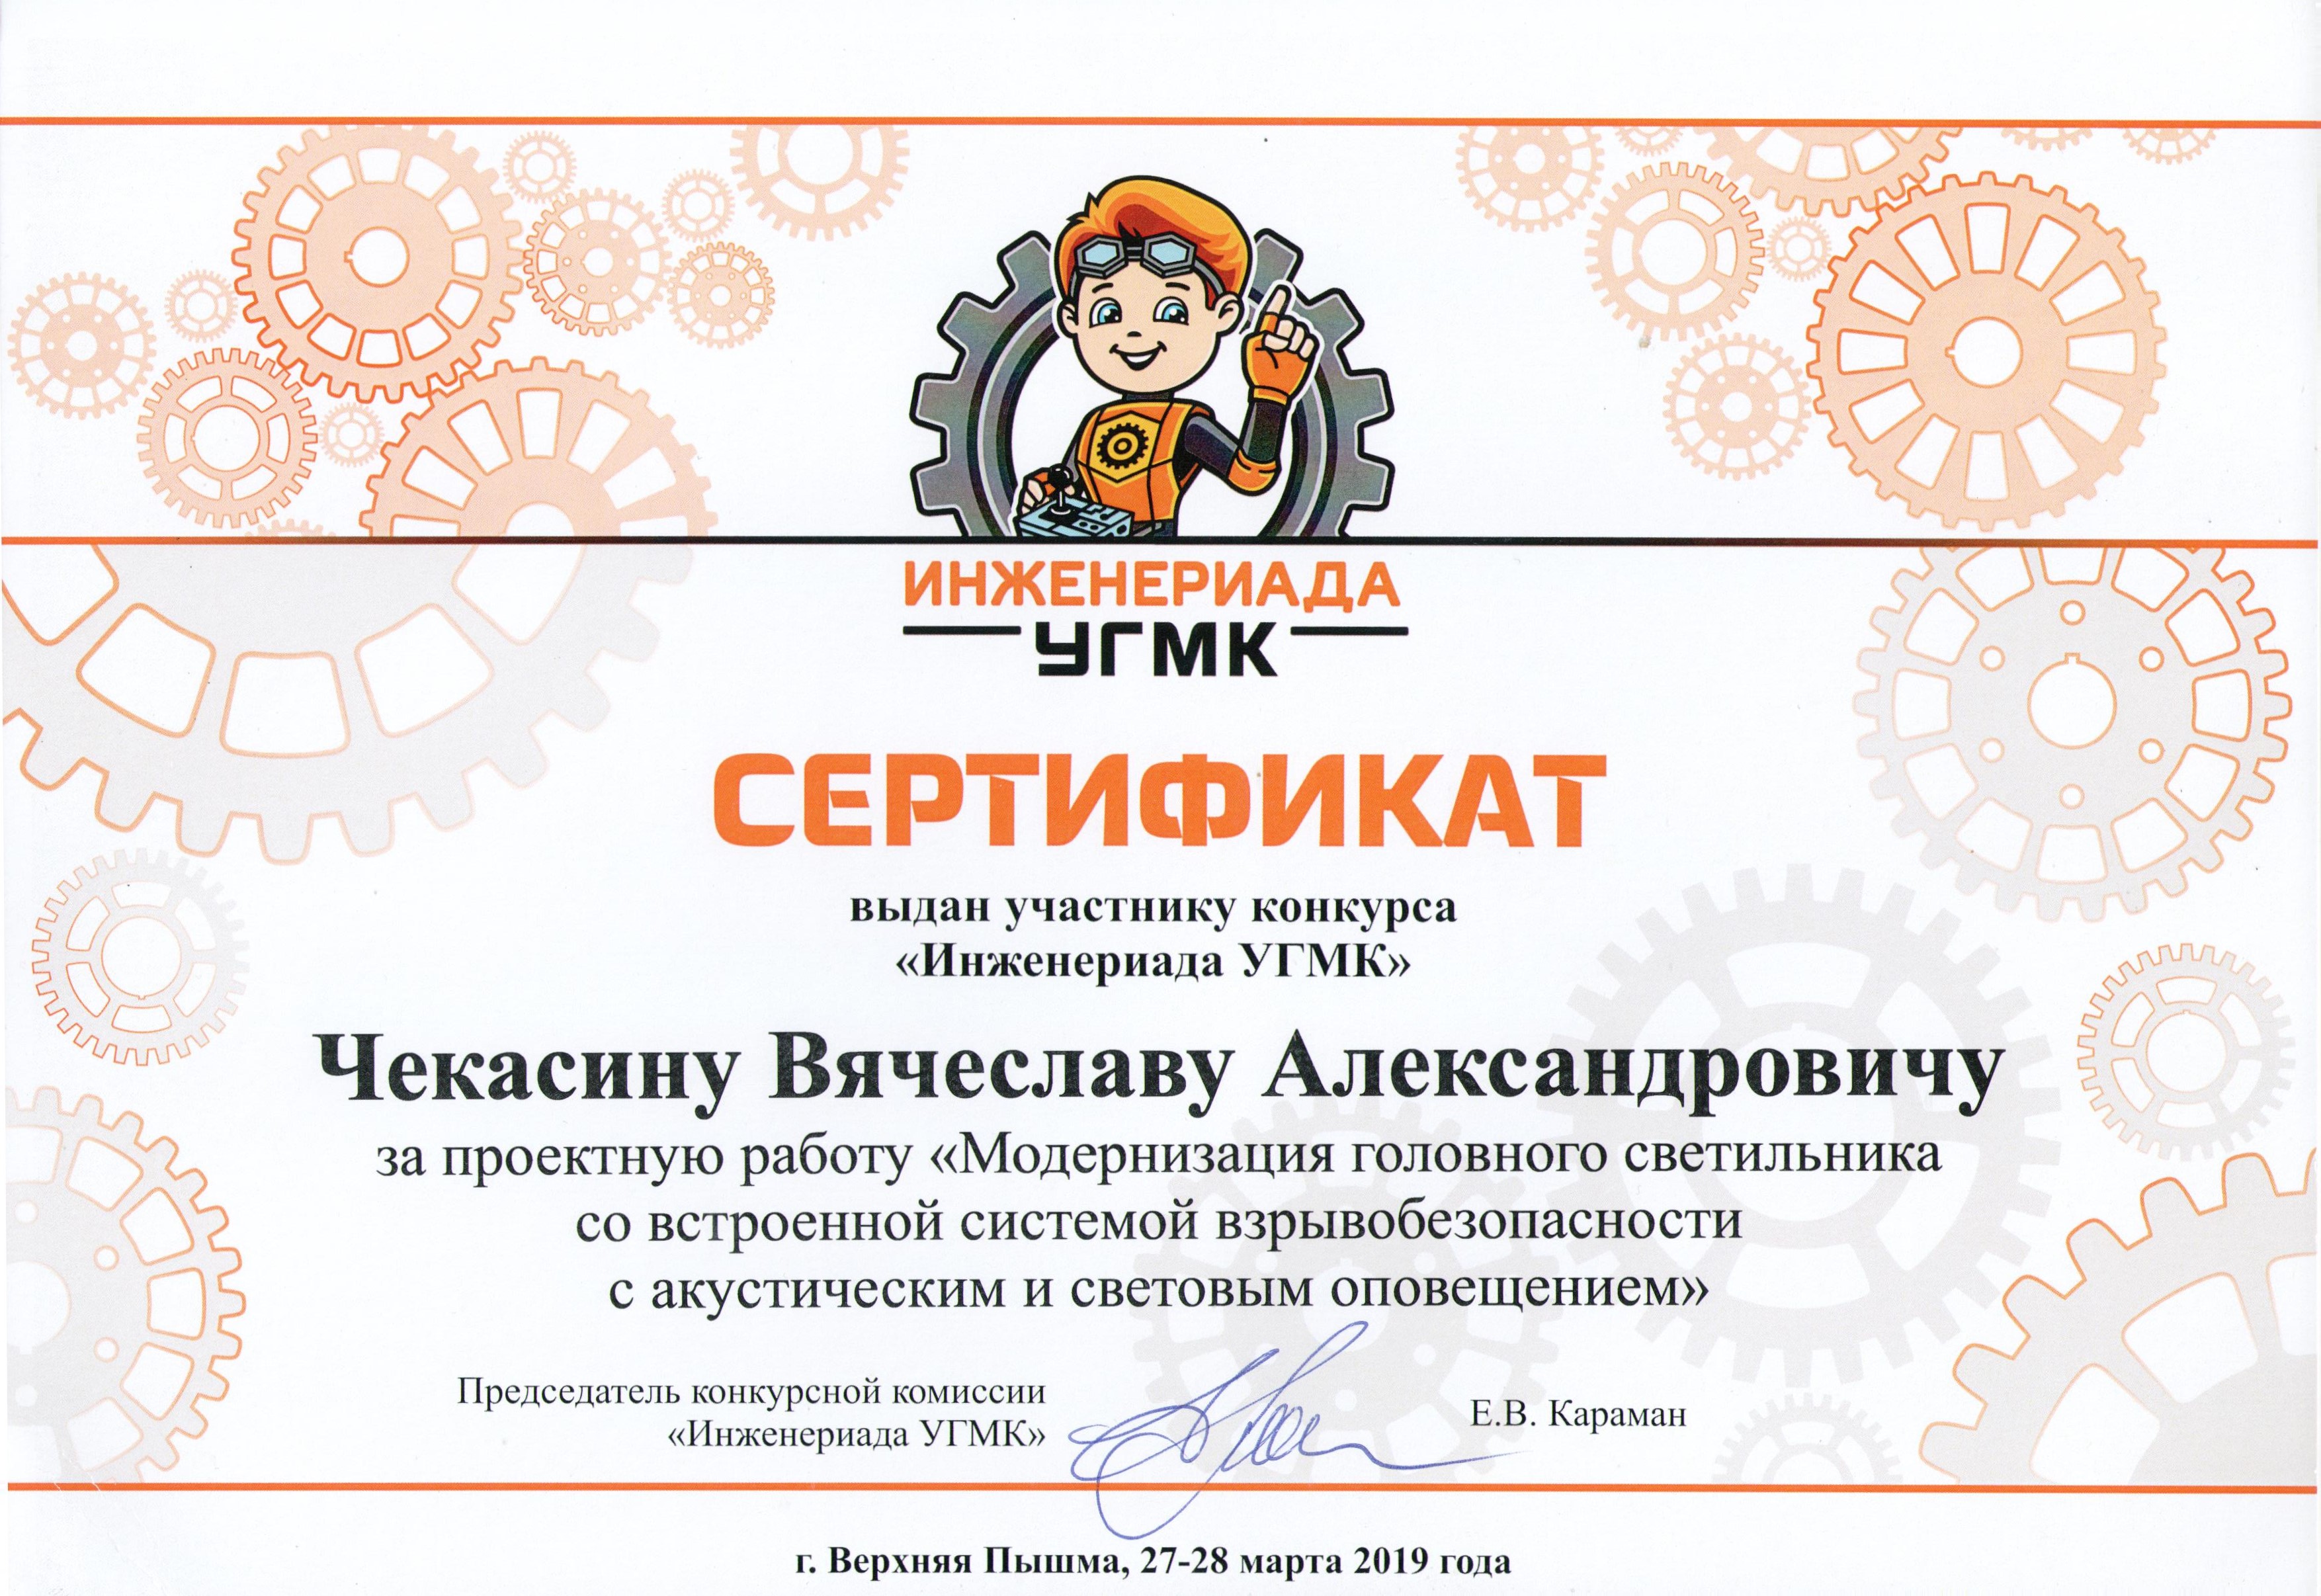 ИНЖЕНЕРИАДА
УГМК
СЕРТИФИКАТ
выдан участнику конкурса
«Инженериада УГМК»
Чекасину Вячеславу Александровичу
за проектную работу «Модернизация головного светильника
со встроенной системой взрывобезопасности
с акустическим и световым оповещением»
Председатель конкурсной комиссии
«Инженериада УГМК»
Е.В. Караман
г. Верхняя Пышма, 27-28 марта 2019 года